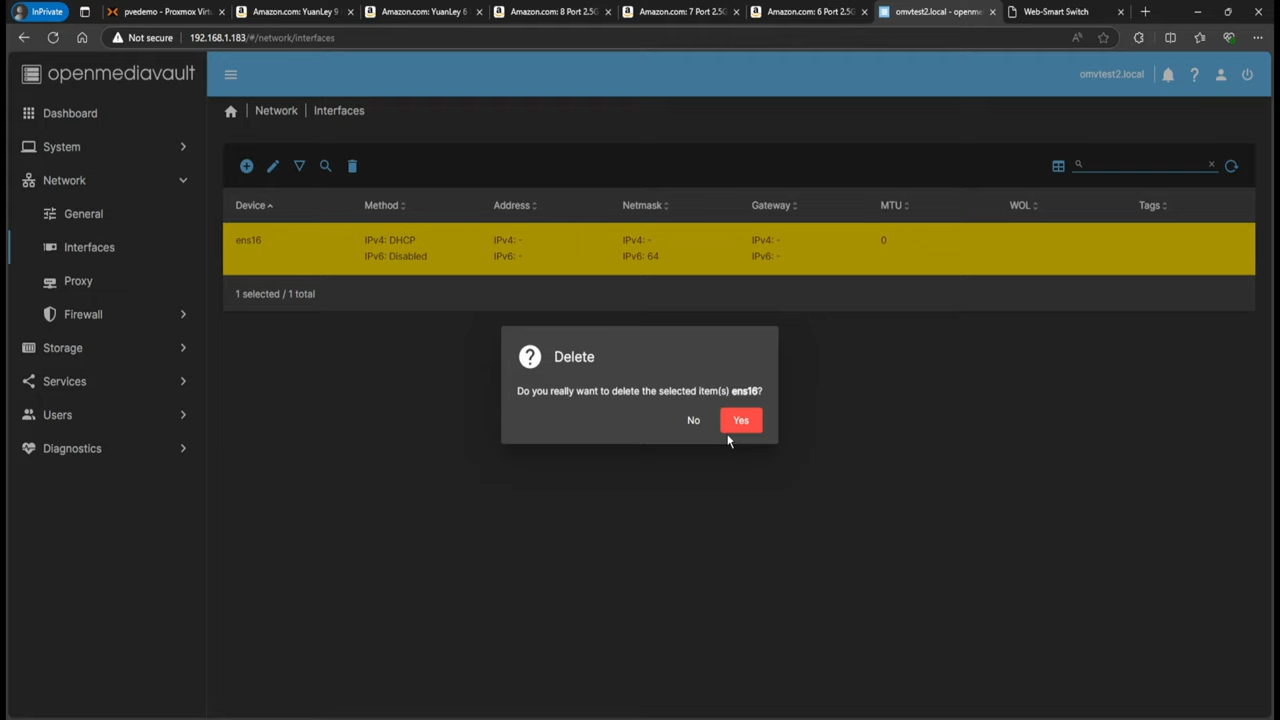 InPrivate
pvedemo - Proxmox Virt
Amazon.com: YuanLey 9
Amazon.com: YuanLey 6
Amazon.com: 8 Port 2.5G
Amazon.com: 7 Port 2.5G
Amazon.com: 6 Port 2.5G
omvtest2.local - openme
Web-Smart Switch
Not secure
192.168.1.183/#/network/interfaces
openmediavault
omvtest2.local
Dashboard
System
Network
General
Interfaces
Proxy
Firewall
Storage
Services
Users
Diagnostics
Network | Interfaces
Device Method Address Netmask Gateway MTU WOL Tags
ens16 IPv4: DHCP IPv4: - IPv4: - IPv4: - 0
IPv6: Disabled IPv6: - IPv6: 64 IPv6: -
1 selected / 1 total
Delete
Do you really want to delete the selected item(s) ens16?
No Yes